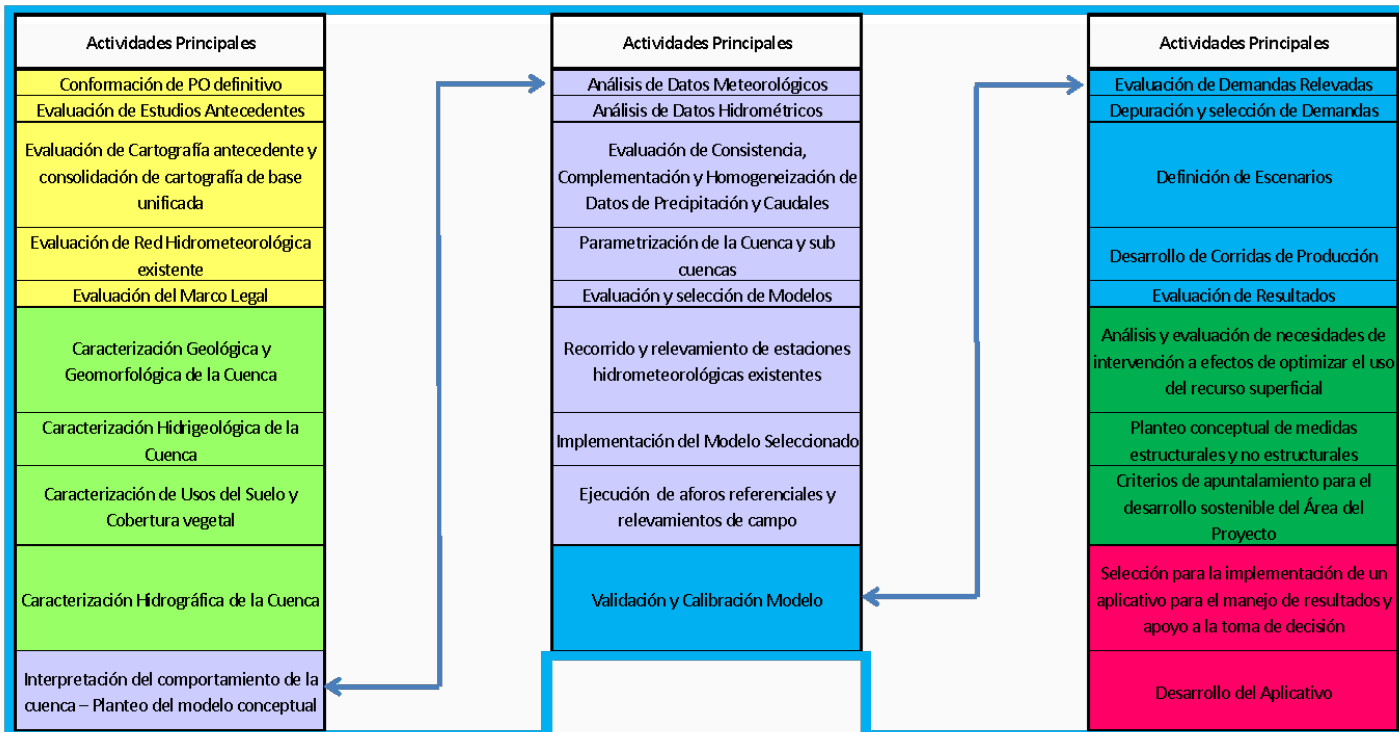 Actividades Principales
Conformación de PO definitivo
Evaluación de Estudios Antecedentes
Evaluación de Cartografía antecedente y
consolidación de cartografía de base
unificada
Evaluación de Red Hidrometeorológica
existente
Evaluación del Marco Legal
Caracterización Geológica y
Geomorfológica de la Cuenca
Caracterización Hidrigeológica de la
Cuenca
Caracterización de Usos del Suelo y
Cobertura vegetal
Caracterización Hidrográfica de la Cuenca
Interpretación del comportamiento de la
cuenca – Planteo del modelo conceptual
Actividades Principales
Análisis de Datos Meteorológicos
Análisis de Datos Hidrométricos
Evaluación de Consistencia,
Complementación y Homogeneización de
Datos de Precipitación y Caudales
Parametrización de la Cuenca y sub
cuencas
Evaluación y selección de Modelos
Recorrido y relevamiento de estaciones
hidrometeorológicas existentes
Implementación del Modelo Seleccionado
Ejecución de aforos referenciales y
relevamientos de campo
Validación y Calibración Modelo
Actividades Principales
Evaluación de Demandas Relevadas
Depuración y selección de Demandas
Definición de Escenarios
Desarrollo de Corridas de Producción
Evaluación de Resultados
Análisis y evaluación de necesidades de
intervención a efectos de optimizar el uso
del recurso superficial
Planteo conceptual de medidas
estructurales y no estructurales
Criterios de apuntalamiento para el
desarrollo sostenible del Área del
Proyecto
Selección para la implementación de un
aplicativo para el manejo de resultados y
apoyo a la toma de decisión
Desarrollo del Aplicativo